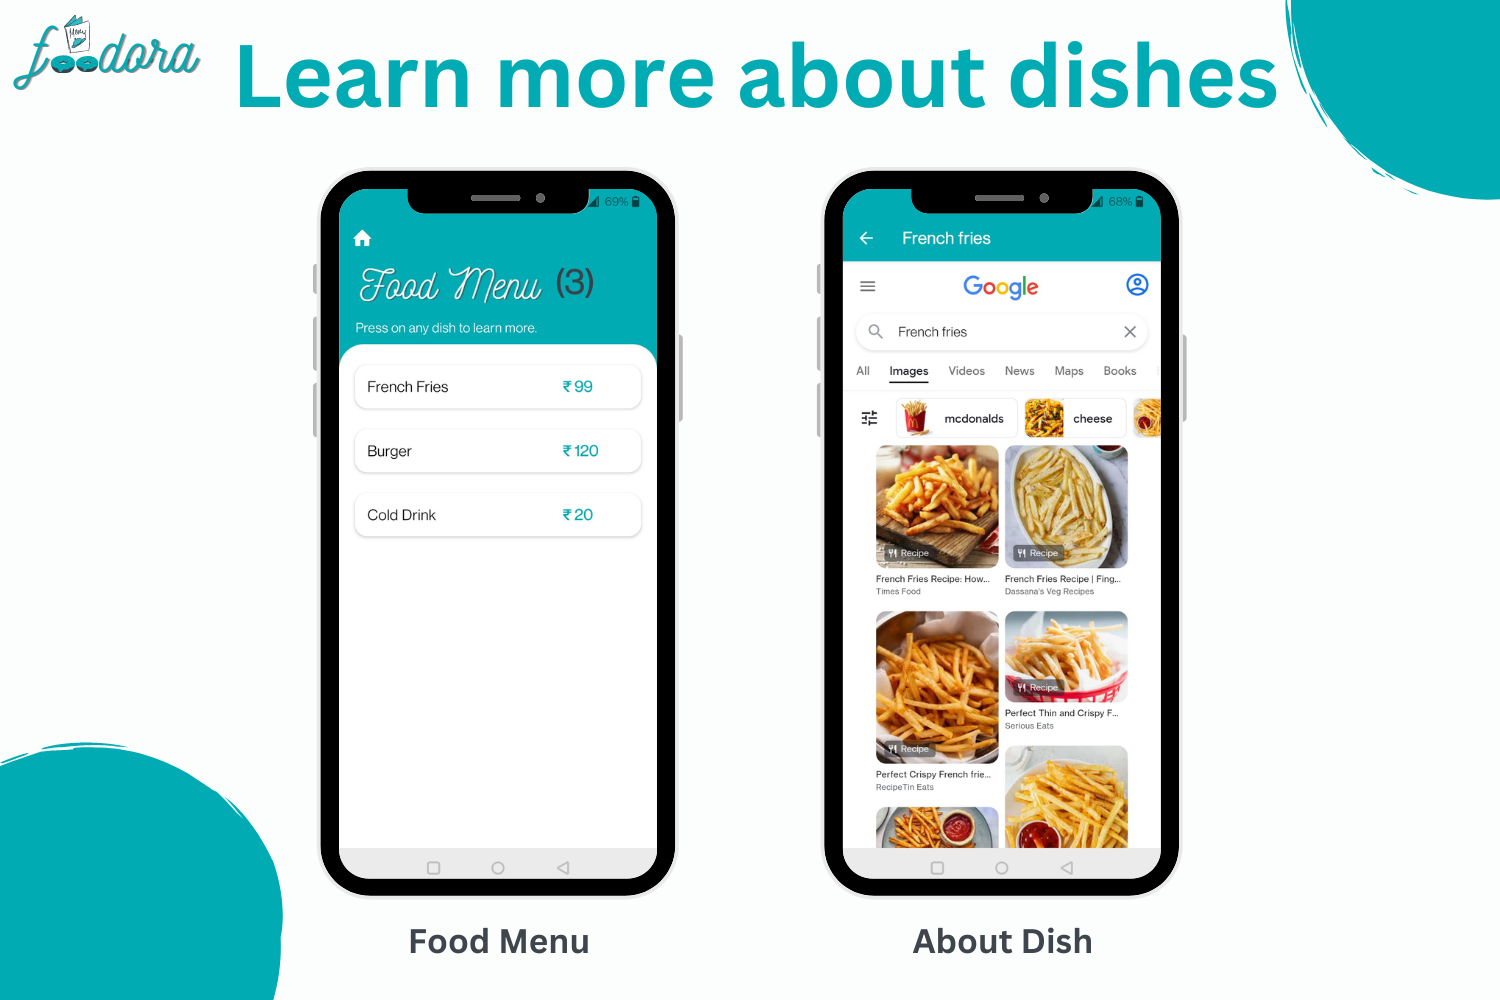 foodora
Menu
Learn more about dishes
69%
Food Menu (3)
Press on any dish to learn more.
French Fries ₹ 99
Burger ₹ 120
Cold Drink ₹ 20
Food Menu
68%
French fries
Google
French fries
All Images Videos News Maps Books
mcdonalds cheese
Recipe Recipe
French Fries Recipe: How... French Fries Recipe | Fing...
Times Food Dassana's Veg Recipes
Recipe
Perfect Thin and Crispy F...
Serious Eats
Recipe
Perfect Crispy French frie...
RecipeTin Eats
About Dish